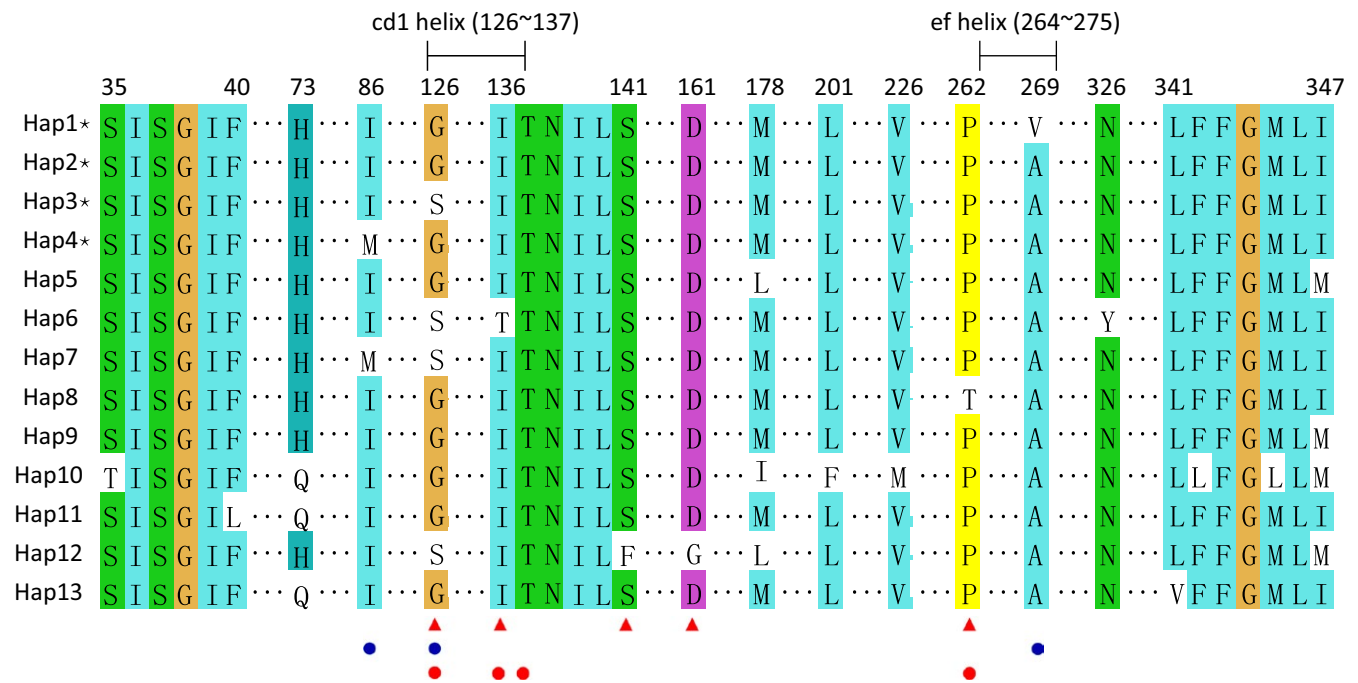 cd1 helix (126~137) ef helix (264~275)
35 40 73 86 126 136 141 161 178 201 226 262 269 326 341 347
Hap1* S I S G I F ··· H ··· I ··· G ··· I T N I L S ··· D ··· M ··· L ··· V ··· P ··· V ··· N ··· L F F G M L I
Hap2* S I S G I F ··· H ··· I ··· G ··· I T N I L S ··· D ··· M ··· L ··· V ··· P ··· A ··· N ··· L F F G M L I
Hap3* S I S G I F ··· H ··· I ··· S ··· I T N I L S ··· D ··· M ··· L ··· V ··· P ··· A ··· N ··· L F F G M L I
Hap4* S I S G I F ··· H ··· M ··· G ··· I T N I L S ··· D ··· M ··· L ··· V ··· P ··· A ··· N ··· L F F G M L I
Hap5 S I S G I F ··· H ··· I ··· G ··· I T N I L S ··· D ··· L ··· L ··· V ··· P ··· A ··· N ··· L F F G M L M
Hap6 S I S G I F ··· H ··· I ··· S ··· T T N I L S ··· D ··· M ··· L ··· V ··· P ··· A ··· Y ··· L F F G M L I
Hap7 S I S G I F ··· H ··· M ··· S ··· I T N I L S ··· D ··· M ··· L ··· V ··· P ··· A ··· N ··· L F F G M L I
Hap8 S I S G I F ··· H ··· I ··· G ··· I T N I L S ··· D ··· M ··· L ··· V ··· T ··· A ··· N ··· L F F G M L I
Hap9 S I S G I F ··· H ··· I ··· G ··· I T N I L S ··· D ··· M ··· L ··· V ··· P ··· A ··· N ··· L F F G M L M
Hap10 T I S G I F ··· Q ··· I ··· G ··· I T N I L S ··· D ··· I ··· F ··· M ··· P ··· A ··· N ··· L L F G L L M
Hap11 S I S G I L ··· Q ··· I ··· G ··· I T N I L S ··· D ··· M ··· L ··· V ··· P ··· A ··· N ··· L F F G M L I
Hap12 S I S G I F ··· H ··· I ··· S ··· I T N I L F ··· G ··· L ··· L ··· V ··· P ··· A ··· N ··· L F F G M L M
Hap13 S I S G I F ··· Q ··· I ··· G ··· I T N I L S ··· D ··· M ··· L ··· V ··· P ··· A ··· N ··· V F F G M L I